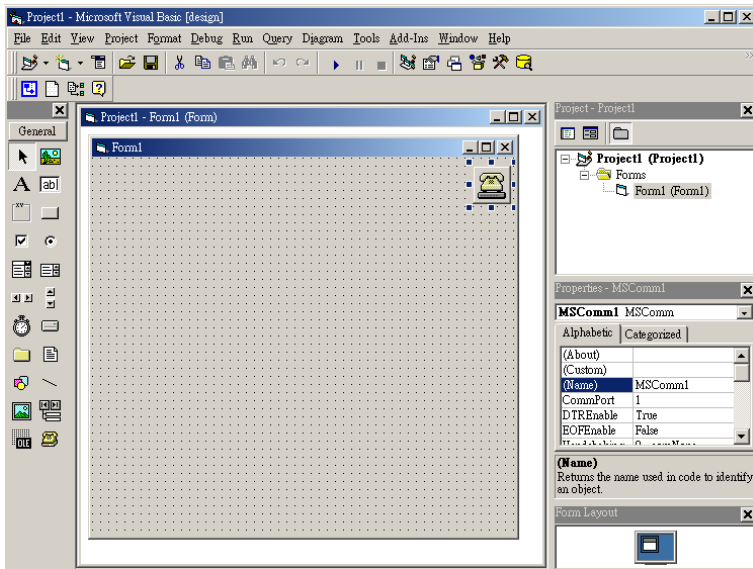 Project1 - Microsoft Visual Basic [design]
File Edit View Project Format Debug Run Query Diagram Tools Add-Ins Window Help
General
A
ab|
xv
OLE
Project1 - Form1 (Form)
Form1
Project - Project1
Project1 (Project1)
Forms
Form1 (Form1)
Properties - MSComm1
MSComm1 MSComm
Alphabetic Categorized
(About)
(Custom)
(Name) MSComm1
CommPort 1
DTREnable True
EOFEnable False
(Name)
Returns the name used in code to identify
an object.
Form Layout